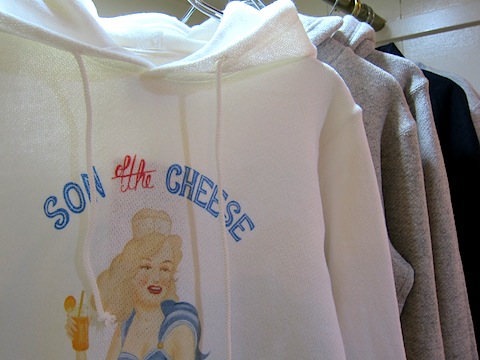 SON of the CHEESE